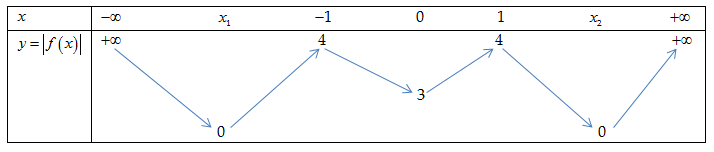 x −∞ x₁ −1 0 1 x₂ +∞
y = |f(x)| +∞ 4 4 +∞
3
0 0